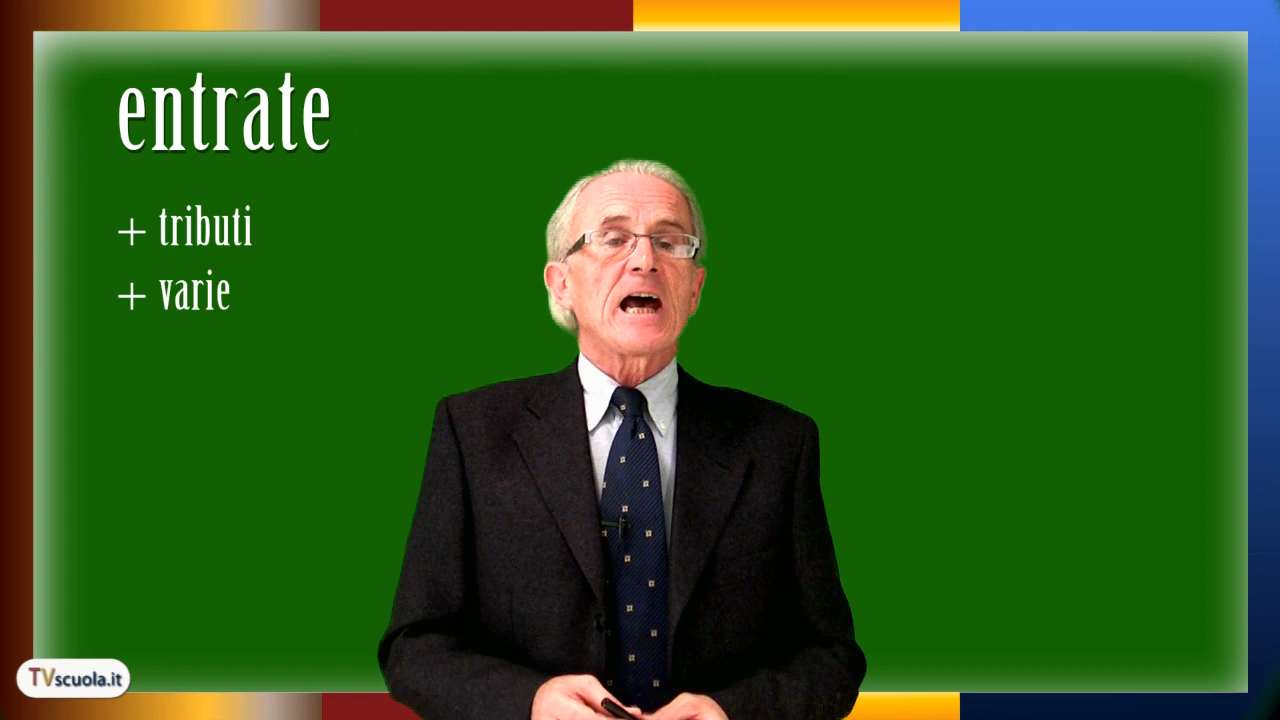 entrate
+ tributi
+ varie
TVscuola.it